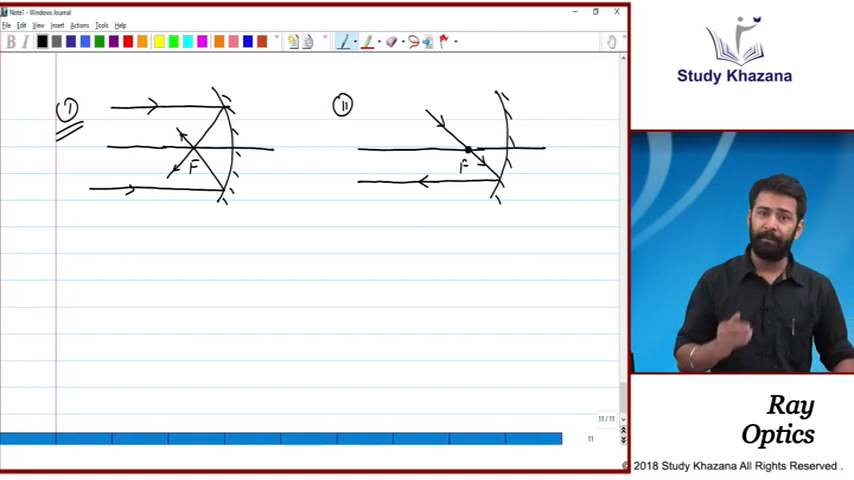 Note1 - Windows Journal
File Edit View Insert Actions Tools Help
B I
Study Khazana
I
II
F
F
11 / 11
11
Ray
Optics
© 2018 Study Khazana All Rights Reserved .